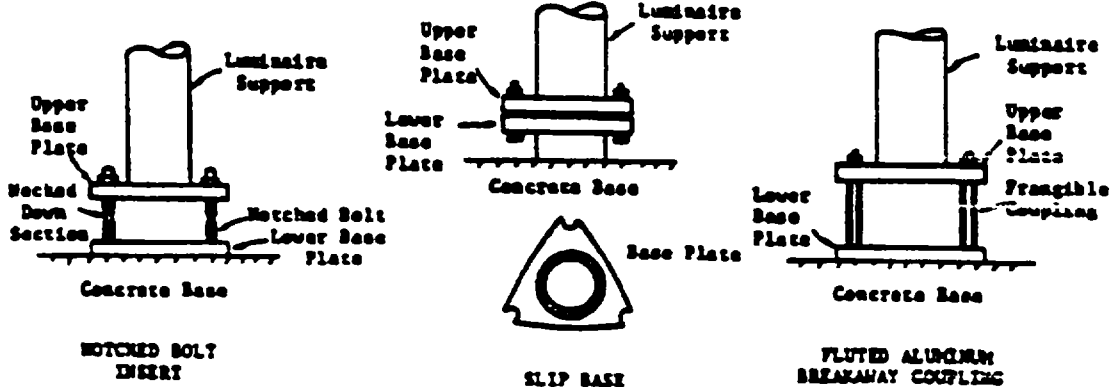 Luminaire
Support
Upper
Base
Plate
Necked
Down
Section
Notched Bolt
Lower Base
Plate
Concrete Base
NOTCHED BOLT
INSERT
Luminaire
Support
Upper
Base
Plate
Lower
Base
Plate
Concrete Base
Base Plate
SLIP BASE
Luminaire
Support
Upper
Base
Plate
Frangible
Coupling
Lower
Base
Plate
Concrete Base
FLUTED ALUMINUM
BREAKAWAY COUPLING